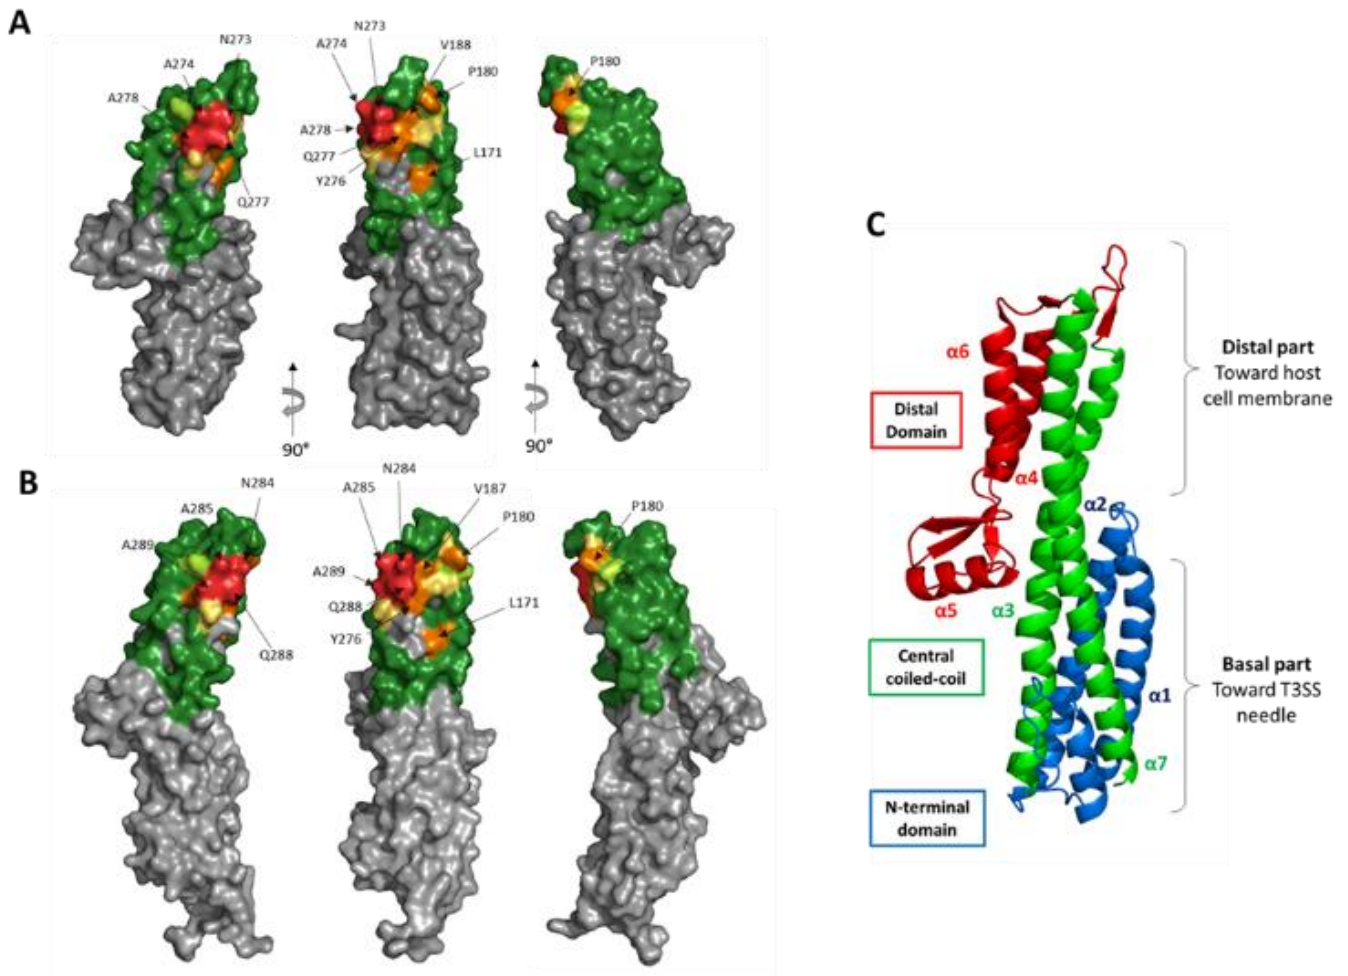 A
N273
A274
A278
Q277
N273
A274
V188
P180
A278
Q277
Y276
L171
P180
90°
90°
B
N284
A285
A289
Q288
N284
A285
V187
P180
A289
Q288
Y276
L171
P180
C
α6
Distal
Domain
α4
α2
α5
α3
Central
coiled-coil
α1
α7
N-terminal
domain
Distal part
Toward host
cell membrane
Basal part
Toward T3SS
needle